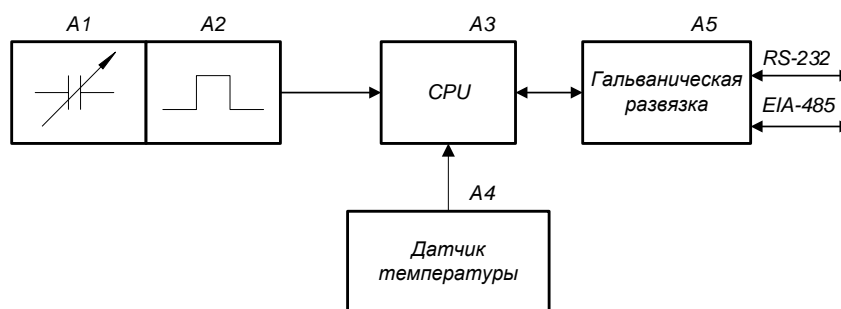 A1
A2
A3
A5
CPU
Гальваническая
развязка
RS-232
EIA-485
A4
Датчик
температуры